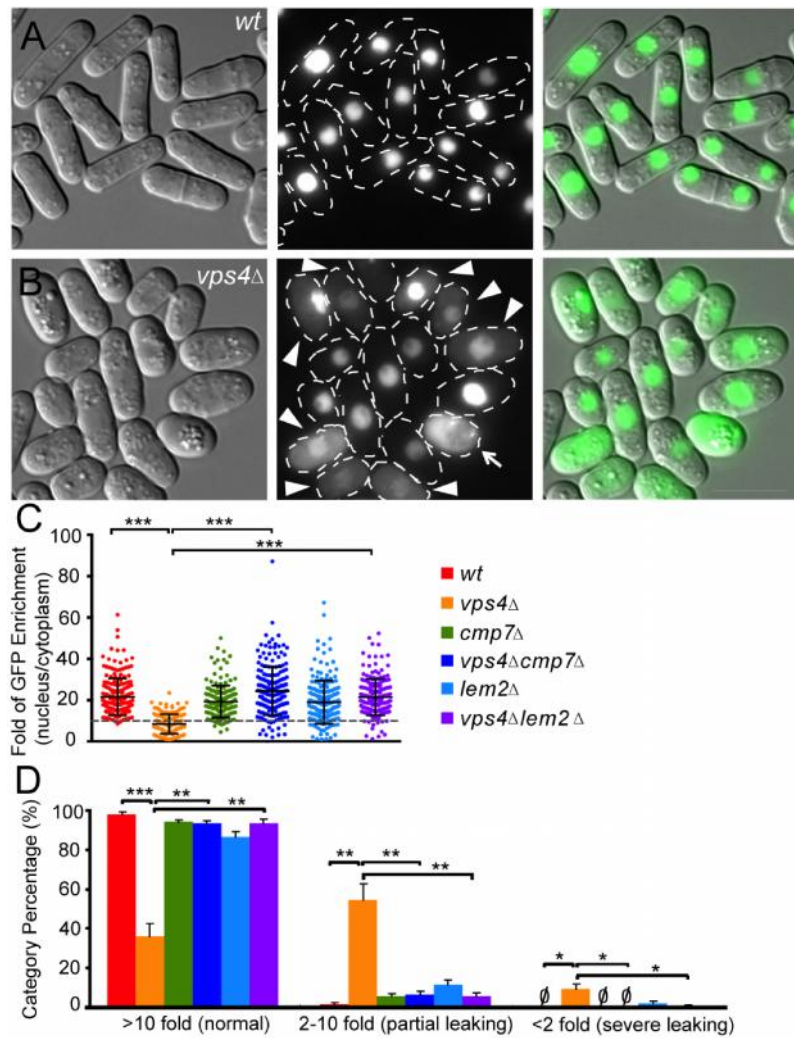 A
wt
B
vps4Δ
C
*** ***
***
Fold of GFP Enrichment
(nucleus/cytoplasm)
100
80
60
40
20
0
wt
vps4Δ
cmp7Δ
vps4Δcmp7Δ
lem2Δ
vps4Δlem2 Δ
D
Category Percentage (%)
100
80
60
40
20
0
*** **
**
** **
**
* *
*
ϕ ϕ ϕ
>10 fold (normal) 2-10 fold (partial leaking) <2 fold (severe leaking)